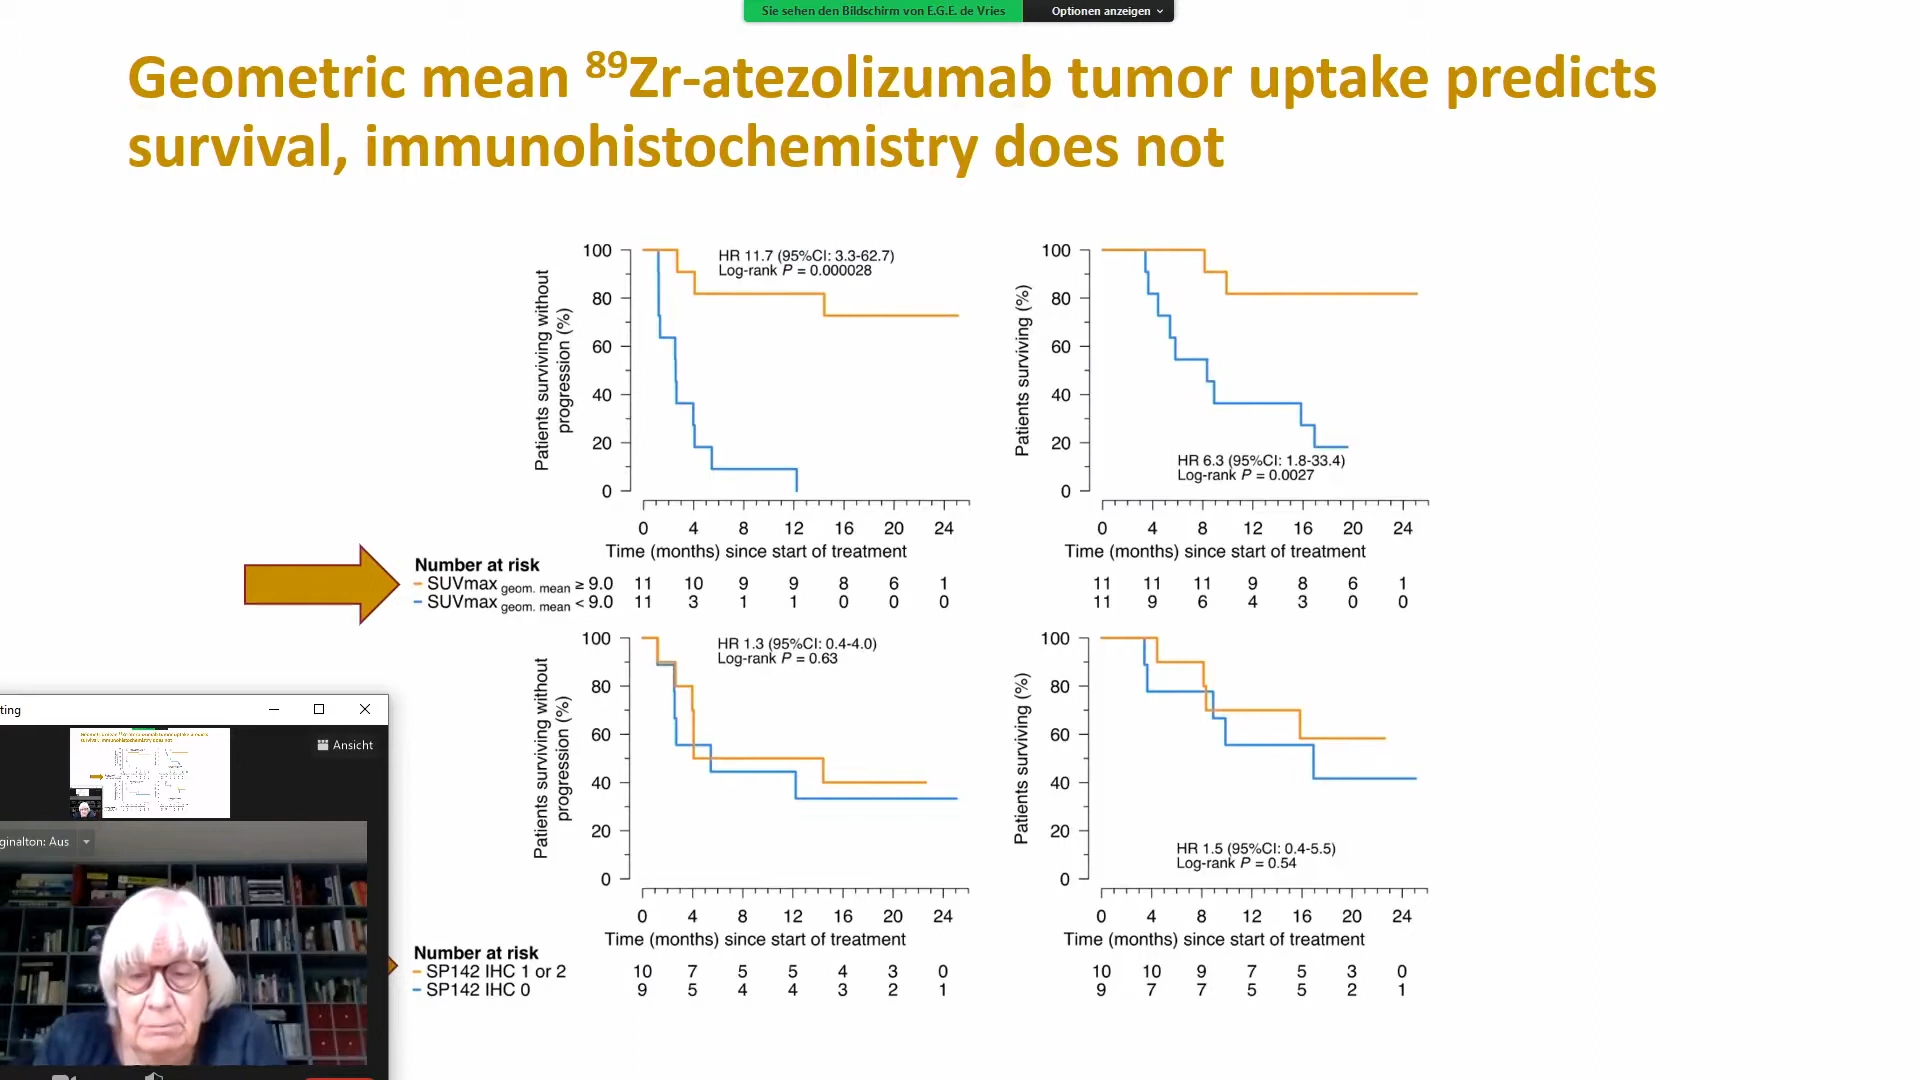 Sie sehen den Bildschirm von E.G.E. de Vries
Optionen anzeigen
Geometric mean ⁸⁹Zr-atezolizumab tumor uptake predicts
survival, immunohistochemistry does not
Patients surviving without
progression (%)
100
80
60
40
20
0
HR 11.7 (95%CI: 3.3-62.7)
Log-rank P = 0.000028
0 4 8 12 16 20 24
Time (months) since start of treatment
Patients surviving (%)
100
80
60
40
20
0
HR 6.3 (95%CI: 1.8-33.4)
Log-rank P = 0.0027
0 4 8 12 16 20 24
Time (months) since start of treatment
Number at risk
SUVmax geom. mean ≥ 9.0 11 10 9 9 8 6 1 11 11 11 9 8 6 1
SUVmax geom. mean < 9.0 11 3 1 1 0 0 0 11 9 6 4 3 0 0
Patients surviving without
progression (%)
100
80
60
40
20
0
HR 1.3 (95%CI: 0.4-4.0)
Log-rank P = 0.63
0 4 8 12 16 20 24
Time (months) since start of treatment
Patients surviving (%)
100
80
60
40
20
0
HR 1.5 (95%CI: 0.4-5.5)
Log-rank P = 0.54
0 4 8 12 16 20 24
Time (months) since start of treatment
Number at risk
SP142 IHC 1 or 2 10 7 5 5 4 3 0 10 10 9 7 5 3 0
SP142 IHC 0 9 5 4 4 3 2 1 9 7 7 5 5 2 1
ting
Ansicht
ginalton: Aus